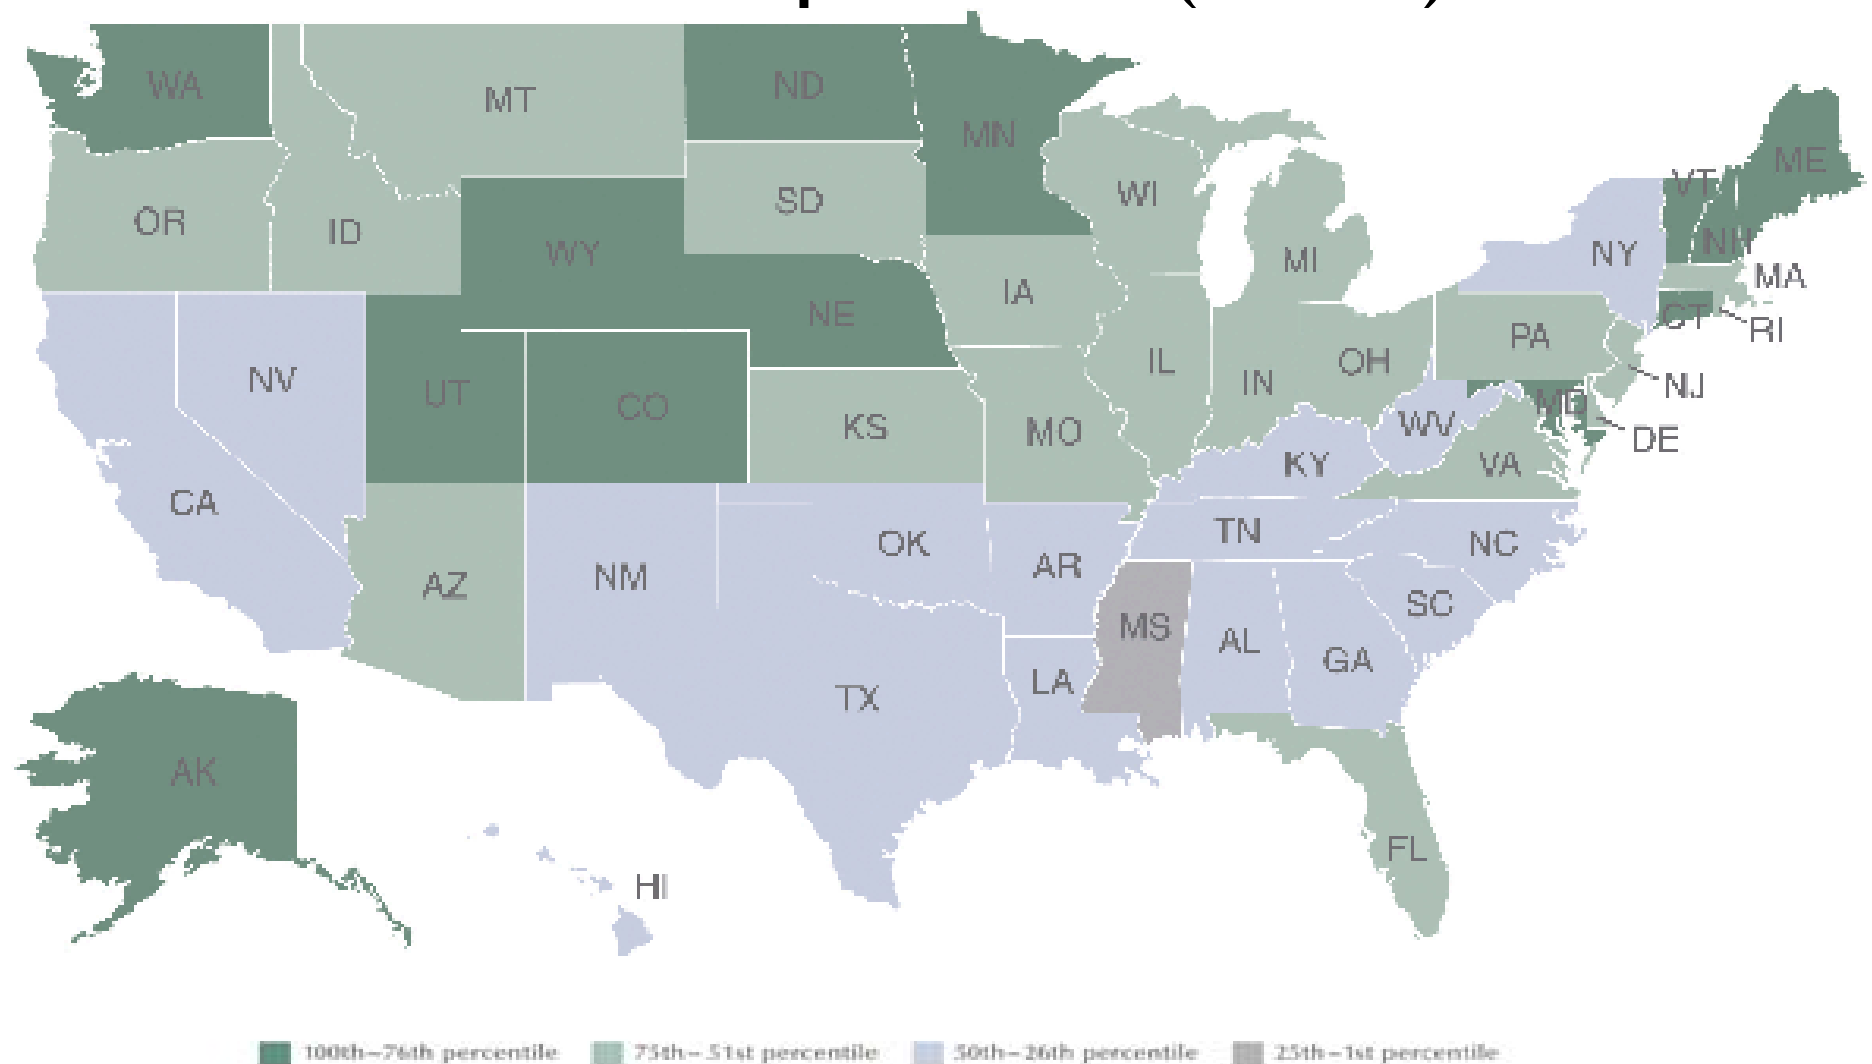 WA
MT
ND
MN
ME
VT
WI
SD
OR
ID
NH
NY
WY
MI
MA
IA
NE
CT
RI
PA
OH
IL
NV
IN
NJ
UT
CO
MD
WV
KS
MO
DE
KY
VA
CA
TN
OK
NC
AR
NM
AZ
SC
MS
AL
GA
LA
TX
AK
FL
HI
100th–76th percentile 75th–51st percentile 50th–26th percentile 25th–1st percentile